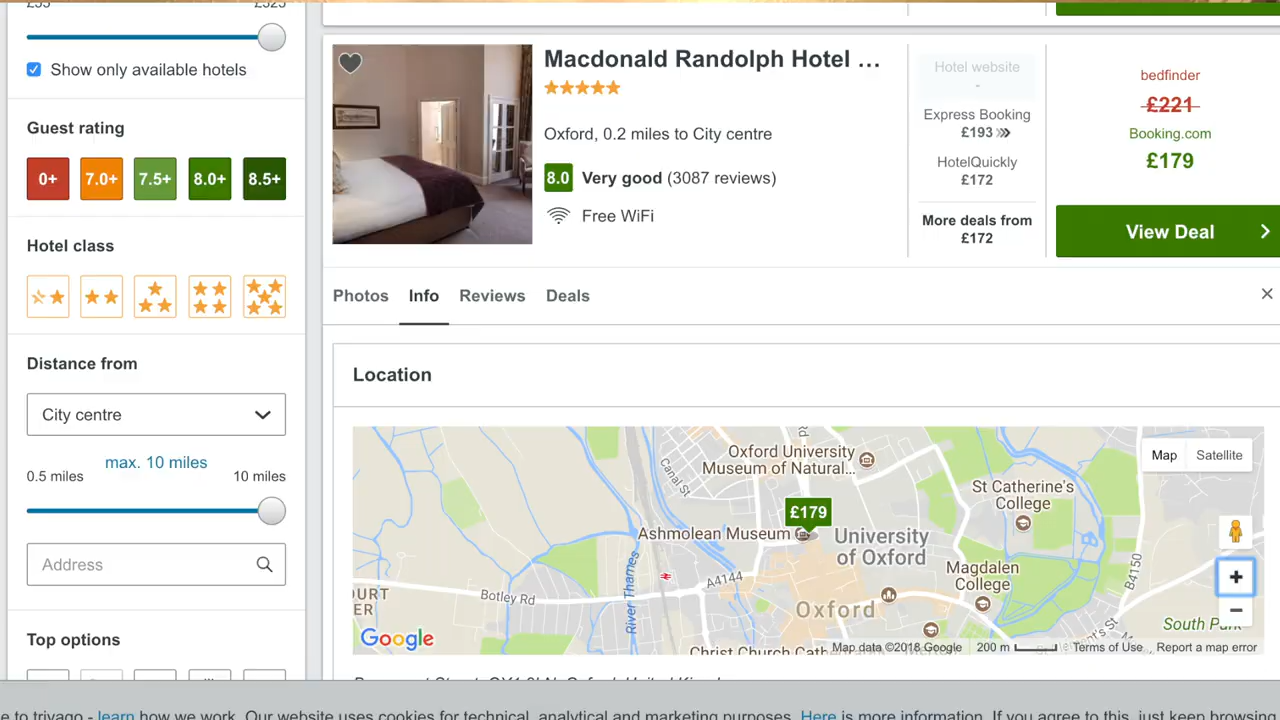 £35 £325
Show only available hotels
Guest rating
0+ 7.0+ 7.5+ 8.0+ 8.5+
Hotel class
Distance from
City centre
max. 10 miles
0.5 miles 10 miles
Address
Top options
Macdonald Randolph Hotel ...
Oxford, 0.2 miles to City centre
8.0 Very good (3087 reviews)
Free WiFi
Hotel website
-
Express Booking
£193
HotelQuickly
£172
More deals from
£172
bedfinder
£221
Booking.com
£179
View Deal
Photos Info Reviews Deals
Location
Map Satellite
Oxford University
Museum of Natural...
Canal St
St Catherine's
College
£179
Ashmolean Museum
University
of Oxford
Magdalen
College
B4150
A4144
Botley Rd
River Thames
Oxford
South Park
Christ Church
Google
Map data ©2018 Google 200 m Terms of Use Report a map error
+
−
learn how we work. Our website uses cookies for technical, analytical and marketing purposes. Here is more information. If you agree to this, just keep browsing